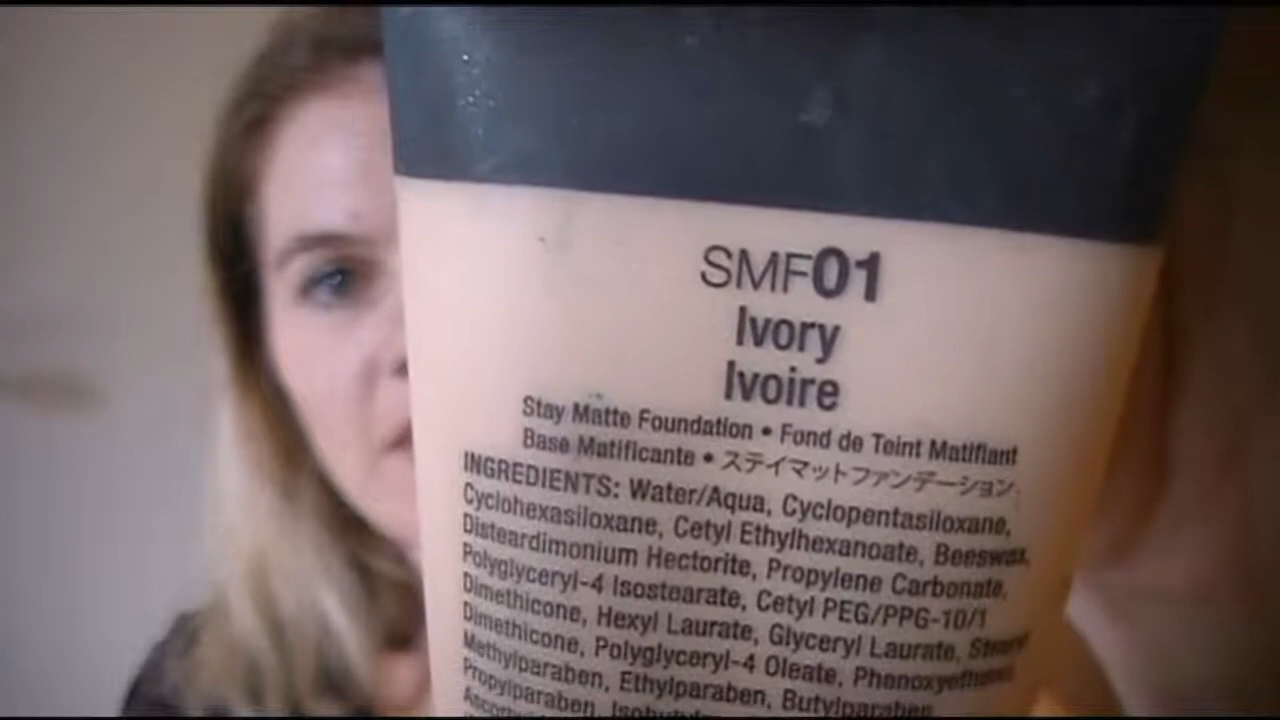 SMF01
Ivory
Ivoire
Stay Matte Foundation • Fond de Teint Matifiant
Base Matificante • ステイマットファンデーション
INGREDIENTS: Water/Aqua, Cyclopentasiloxane,
Cyclohexasiloxane, Cetyl Ethylhexanoate, Beeswax,
Disteardimonium Hectorite, Propylene Carbonate,
Polyglyceryl-4 Isostearate, Cetyl PEG/PPG-10/1
Dimethicone, Hexyl Laurate, Glyceryl Laurate,
Dimethicone, Polyglyceryl-4 Oleate, Phenoxyethanol,
Methylparaben, Ethylparaben, Butylparaben
Propylparaben,